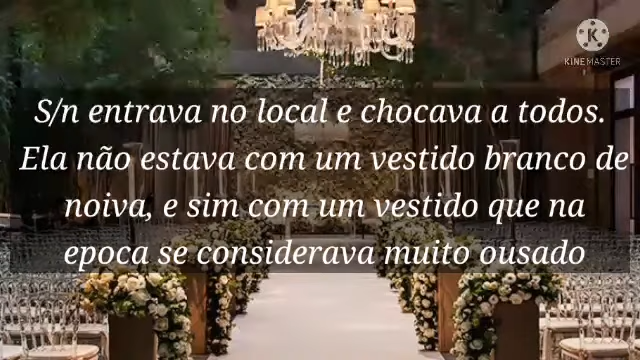 K
KINEMASTER
S/n entrava no local e chocava a todos.
Ela não estava com um vestido branco de
noiva, e sim com um vestido que na
epoca se considerava muito ousado